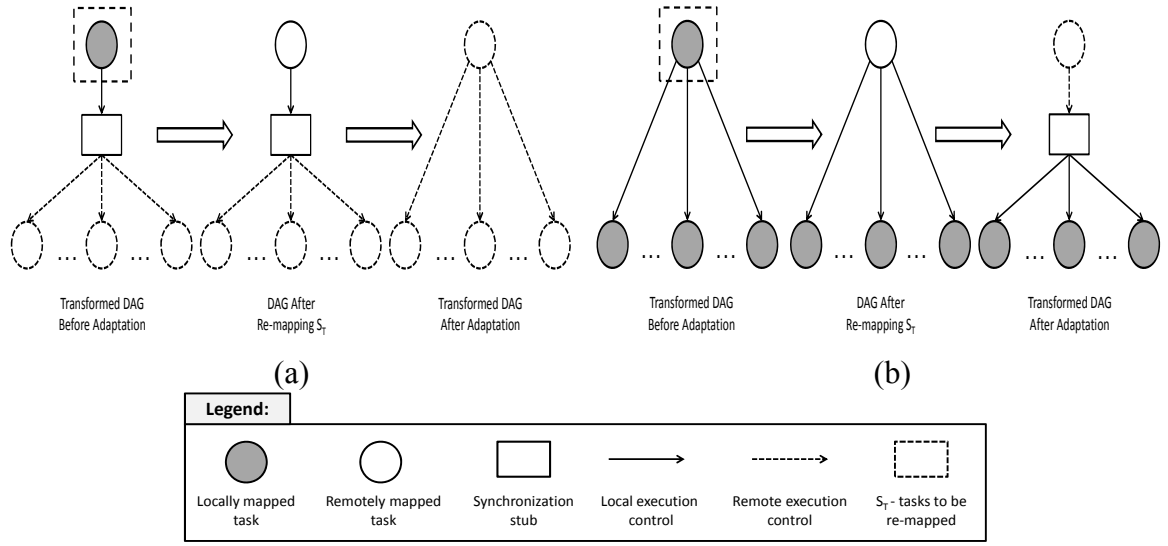 ... ...
... ...
... ...
... ...
... ...
... ...
Transformed DAG
Before Adaptation
DAG After
Re-mapping S_T
Transformed DAG
After Adaptation
Transformed DAG
Before Adaptation
DAG After
Re-mapping S_T
Transformed DAG
After Adaptation
(a)
(b)
Legend:
Locally mapped
task
Remotely mapped
task
Synchronization
stub
Local execution
control
Remote execution
control
S_T - tasks to be
re-mapped